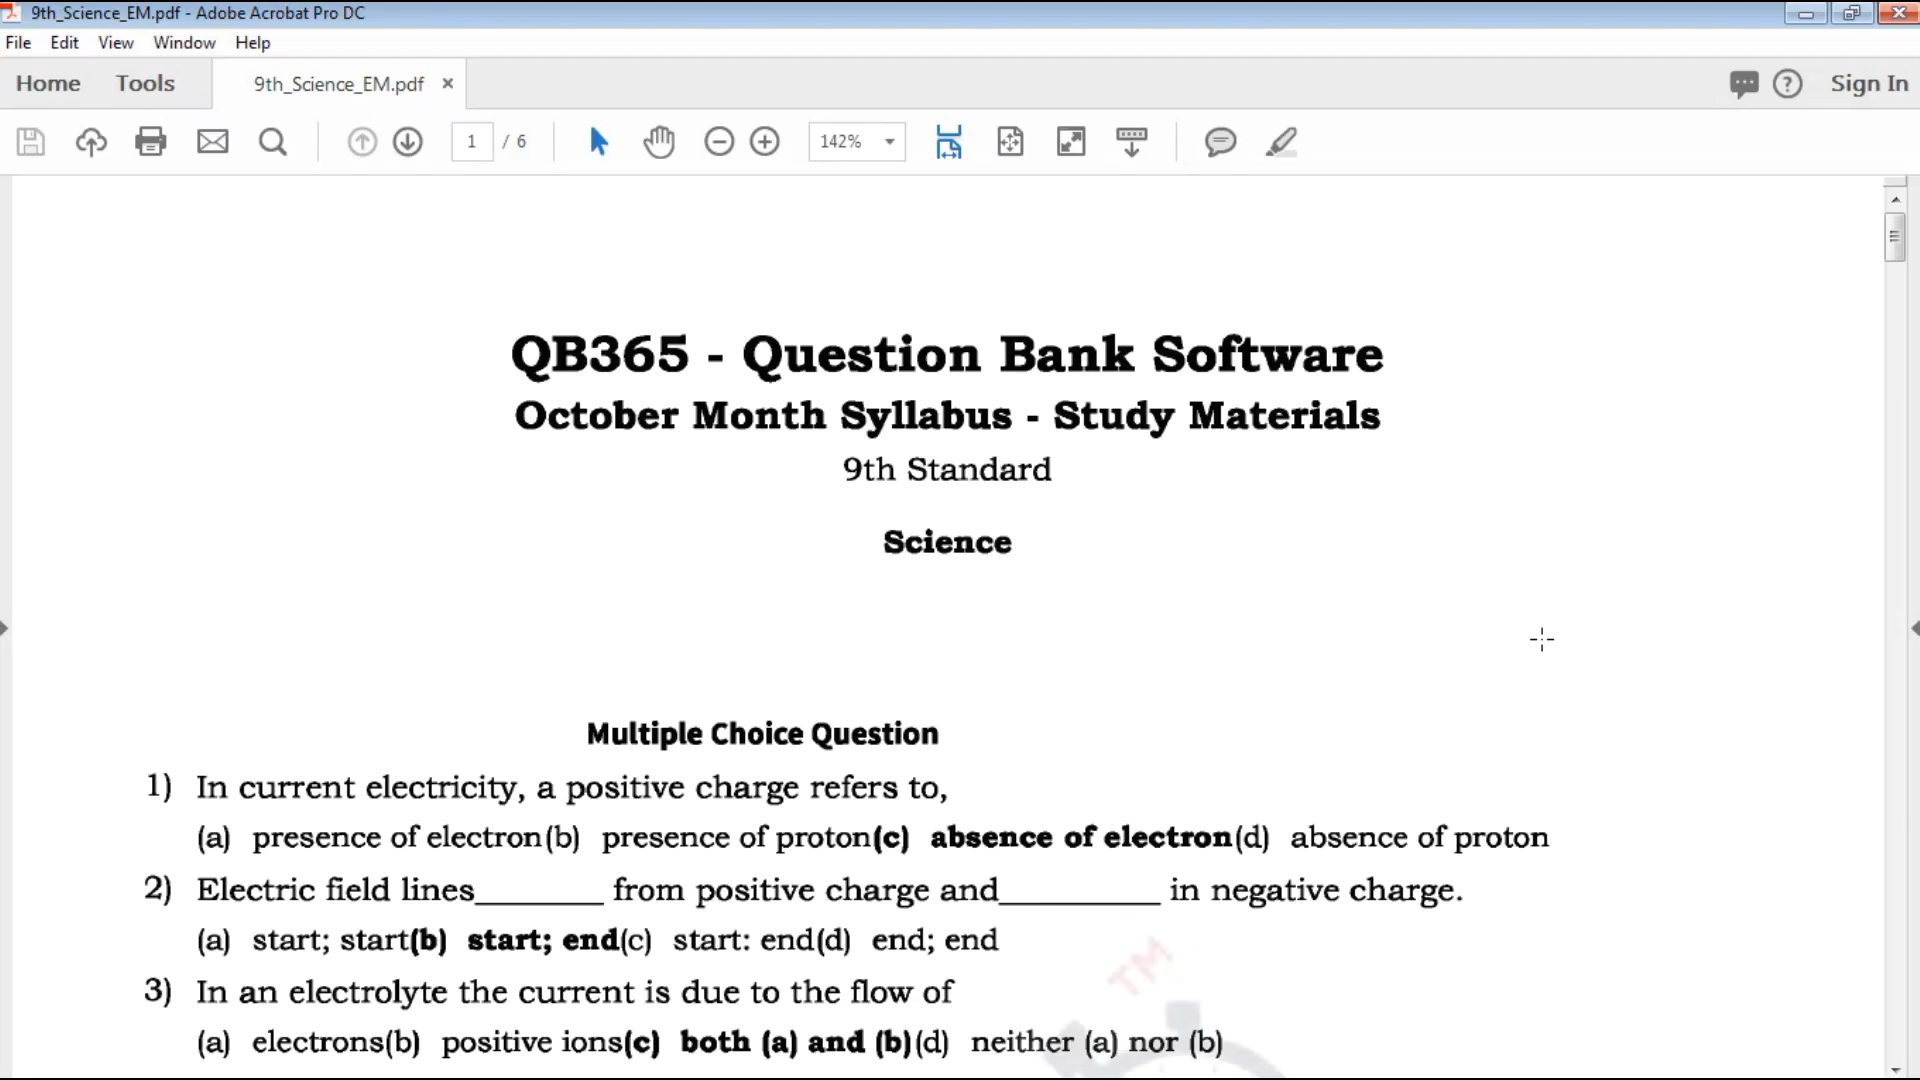 9th_Science_EM.pdf - Adobe Acrobat Pro DC
File Edit View Window Help
Home Tools 9th_Science_EM.pdf × Sign In
1 / 6 142%
QB365 - Question Bank Software
October Month Syllabus - Study Materials
9th Standard
Science
Multiple Choice Question
1) In current electricity, a positive charge refers to,
(a) presence of electron(b) presence of proton(c) absence of electron(d) absence of proton
2) Electric field lines________ from positive charge and__________ in negative charge.
(a) start; start(b) start; end(c) start: end(d) end; end
3) In an electrolyte the current is due to the flow of
TM
(a) electrons(b) positive ions(c) both (a) and (b)(d) neither (a) nor (b)